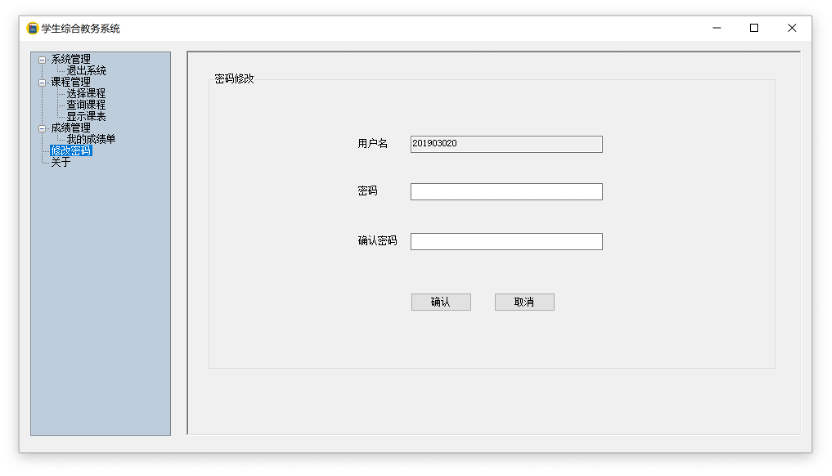 学生综合教务系统
系统管理
退出系统
课程管理
选择课程
查询课程
显示课表
成绩管理
我的成绩单
修改密码
关于
密码修改
用户名 201903020
密码
确认密码
确认 取消